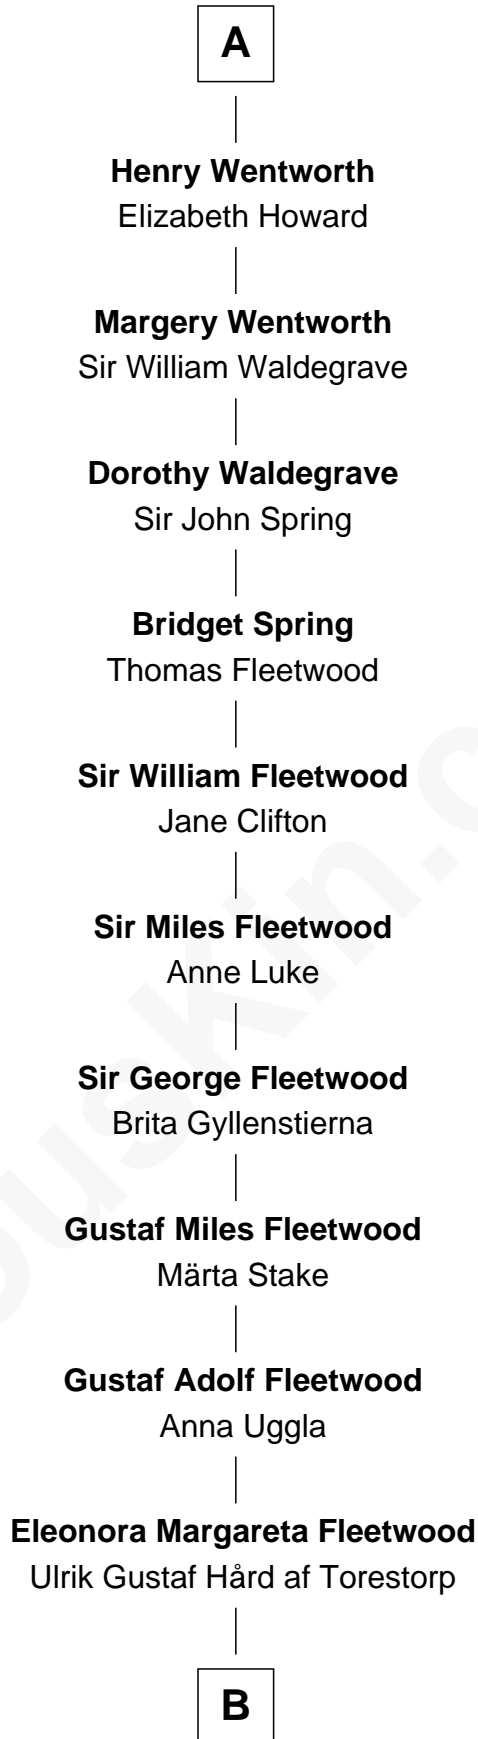 A
Henry Wentworth
Elizabeth Howard
Margery Wentworth
Sir William Waldegrave
Dorothy Waldegrave
Sir John Spring
Bridget Spring
Thomas Fleetwood
Sir William Fleetwood
Jane Clifton
Sir Miles Fleetwood
Anne Luke
Sir George Fleetwood
Brita Gyllenstierna
Gustaf Miles Fleetwood
Märta Stake
Gustaf Adolf Fleetwood
Anna Uggla
Eleonora Margareta Fleetwood
Ulrik Gustaf Hård af Torestorp
B